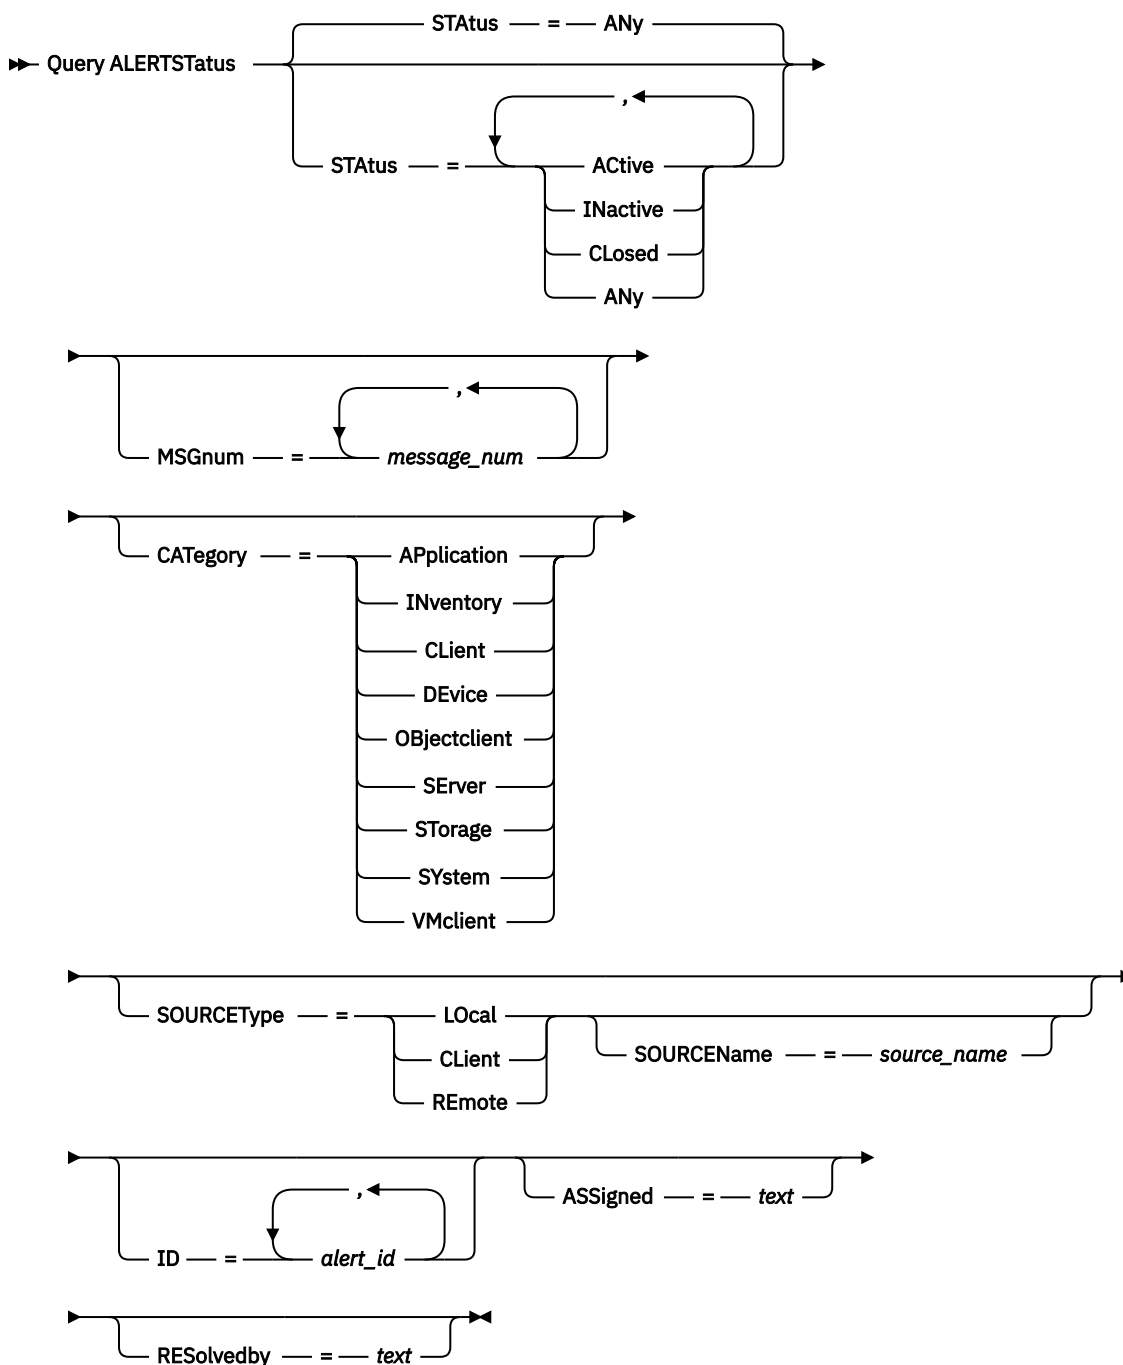 STAtus = ANy
Query ALERTSTatus
,
STAtus = ACtive
INactive
CLosed
ANy
,
MSGnum = message_num
CATegory = APplication
INventory
CLient
DEvice
OBjectclient
SErver
STorage
SYstem
VMclient
SOURCEType = LOcal
CLient
REmote
SOURCEName = source_name
,
ID = alert_id
ASSigned = text
RESolvedby = text